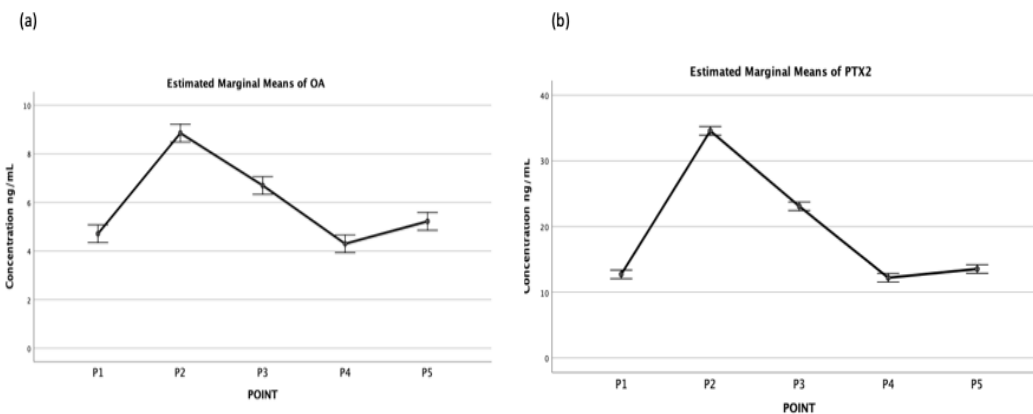 (a)
Estimated Marginal Means of OA
Concentration ng/mL
10
8
6
4
2
0
P1 P2 P3 P4 P5
POINT
(b)
Estimated Marginal Means of PTX2
Concentration ng/mL
40
30
20
10
0
P1 P2 P3 P4 P5
POINT